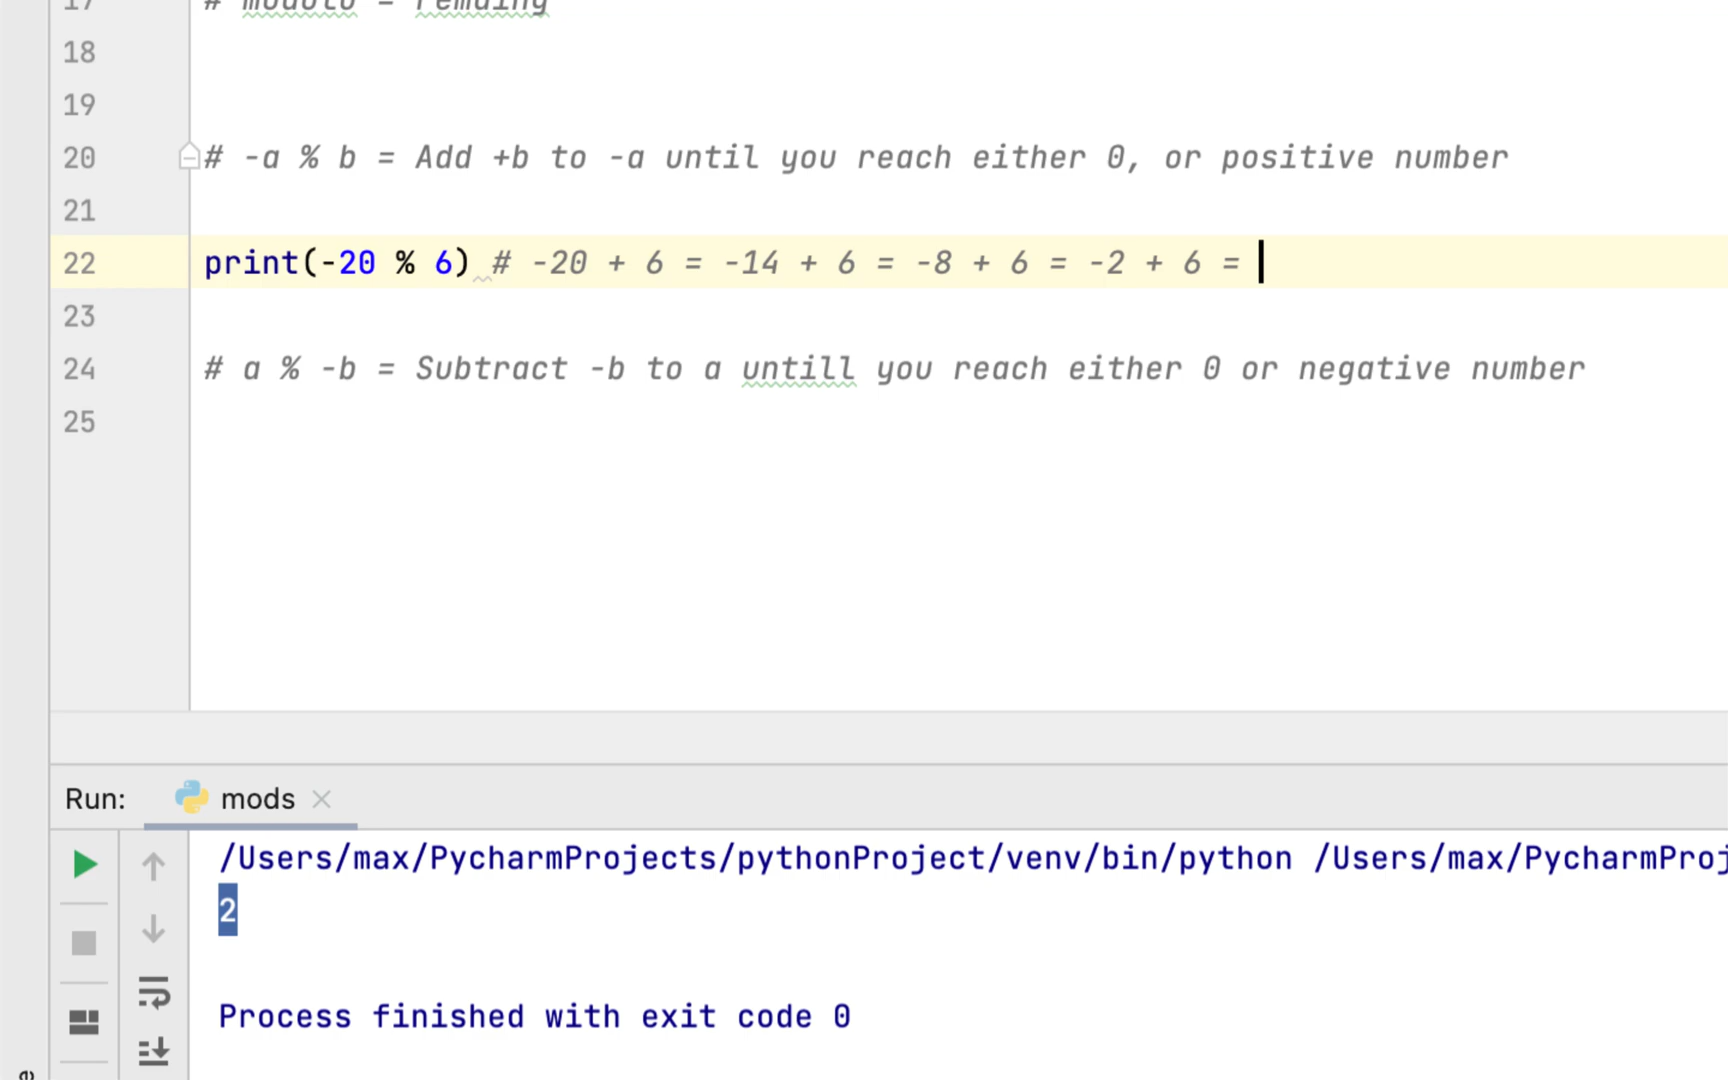 17 # modulo = remaing
18
19
20 # -a % b = Add +b to -a until you reach either 0, or positive number
21
22 print(-20 % 6) # -20 + 6 = -14 + 6 = -8 + 6 = -2 + 6 =
23
24 # a % -b = Subtract -b to a untill you reach either 0 or negative number
25
Run: mods
/Users/max/PycharmProjects/pythonProject/venv/bin/python /Users/max/PycharmProj
2
Process finished with exit code 0